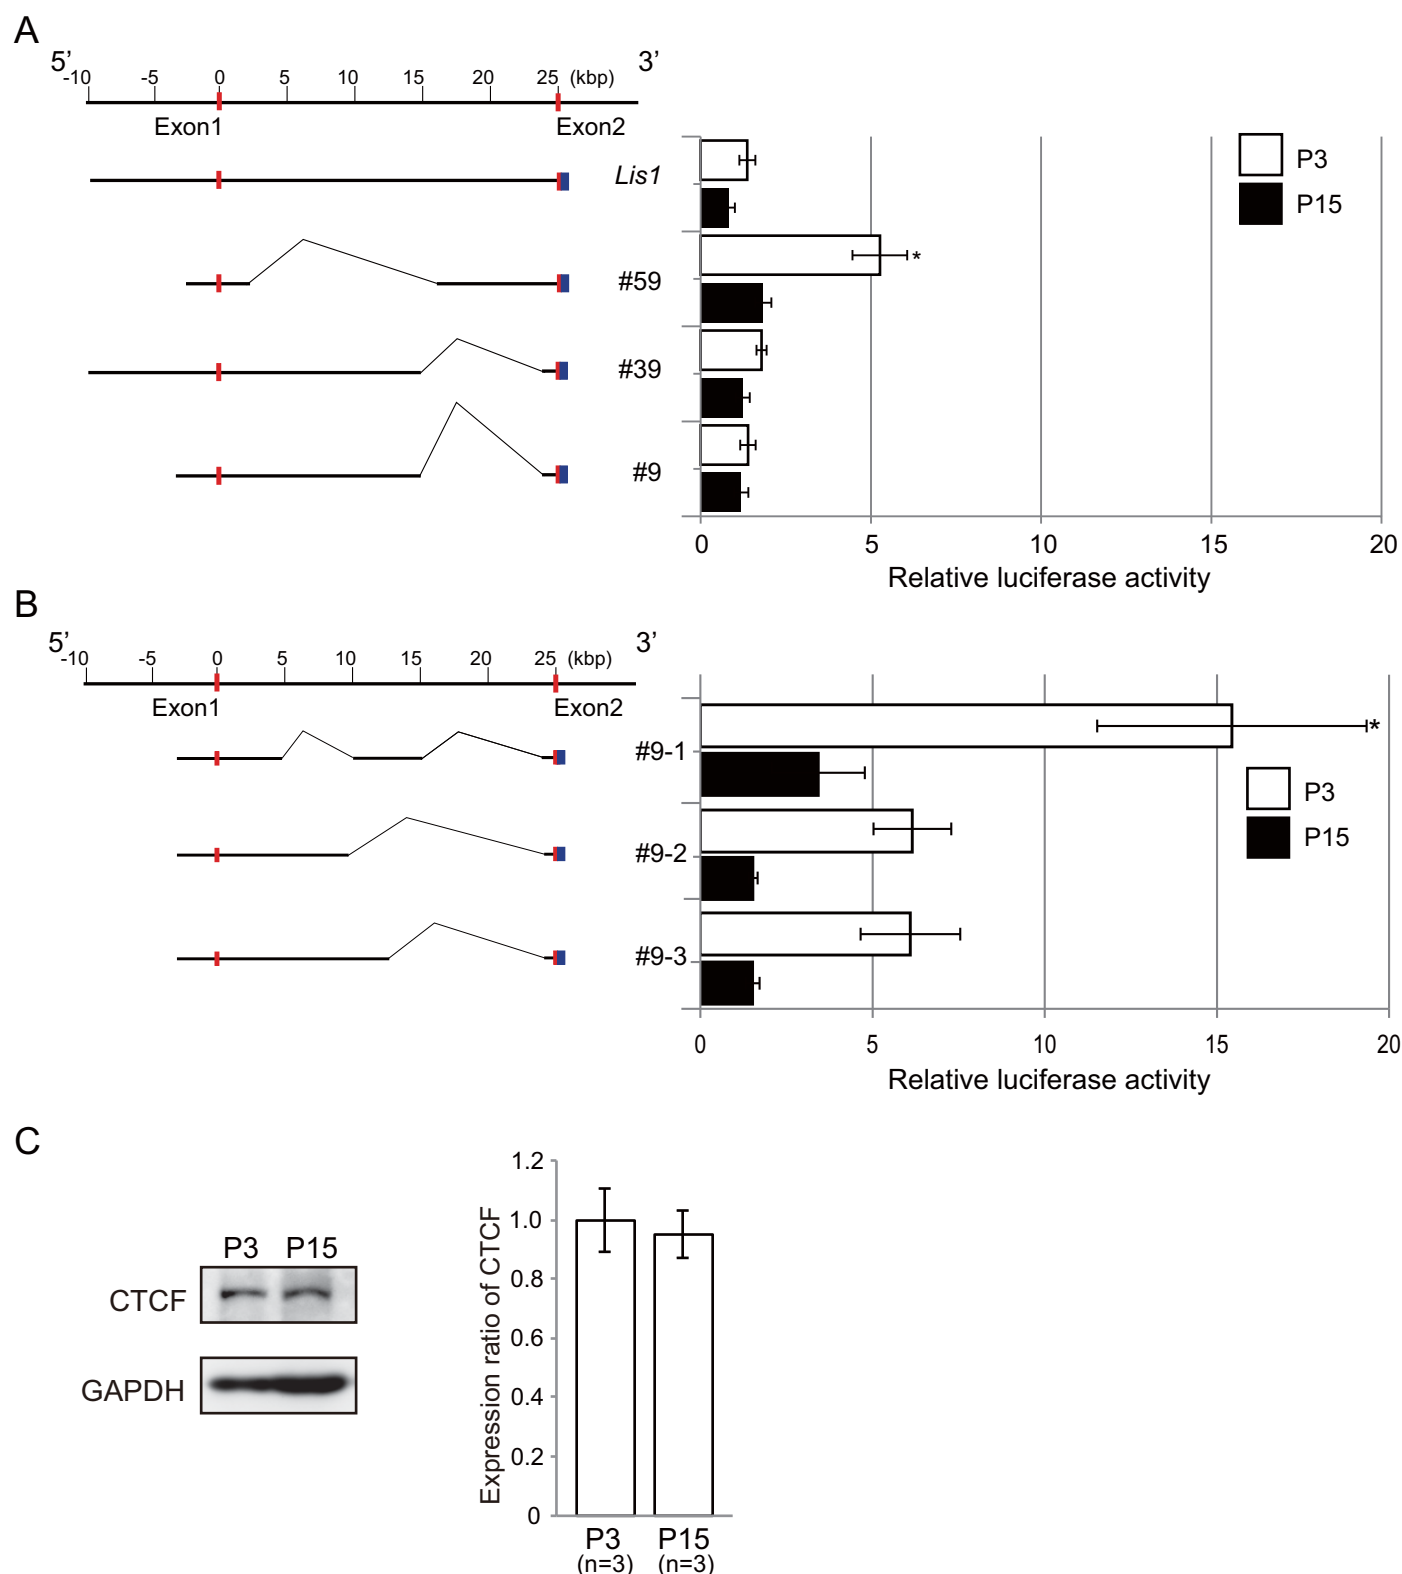 A
5’ 3’
-10 -5 0 5 10 15 20 25 (kbp)
Exon1 Exon2
Lis1
#59
*
#39
#9
P3
P15
0 5 10 15 20
Relative luciferase activity
B
5’ 3’
-10 -5 0 5 10 15 20 25 (kbp)
Exon1 Exon2
#9-1
*
#9-2
#9-3
P3
P15
0 5 10 15 20
Relative luciferase activity
C
P3 P15
CTCF
GAPDH
Expression ratio of CTCF
1.2
1.0
0.8
0.6
0.4
0.2
0
P3 P15
(n=3) (n=3)